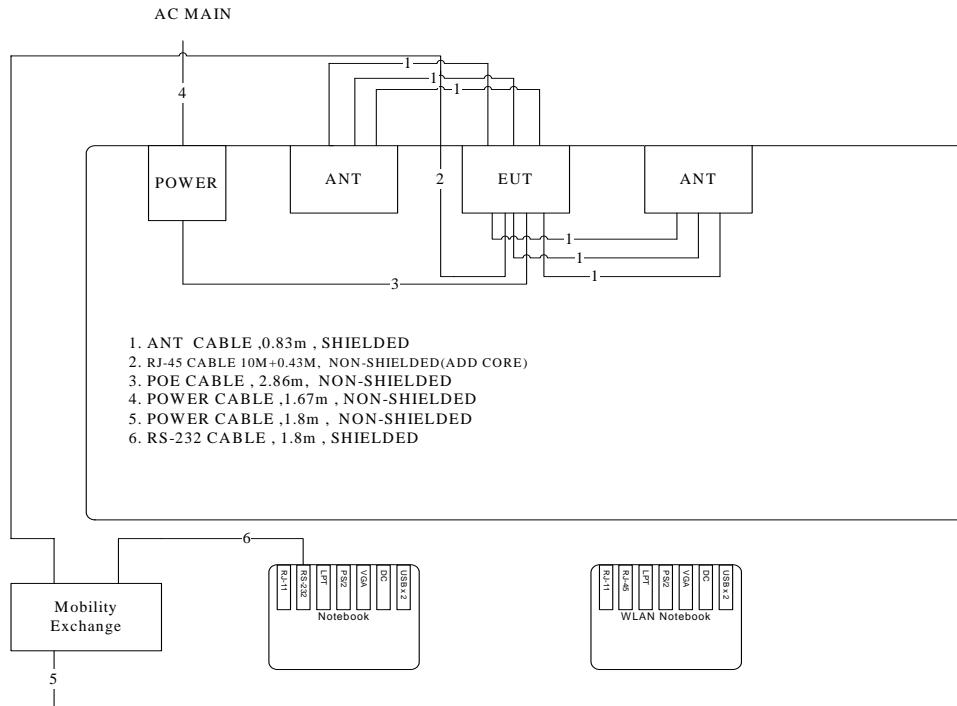 AC MAIN
1
1
1
4
POWER
ANT
2
EUT
ANT
1
1
1
3
1. ANT CABLE ,0.83m , SHIELDED
2. RJ-45 CABLE 10M+0.43M, NON-SHIELDED(ADD CORE)
3. POE CABLE , 2.86m, NON-SHIELDED
4. POWER CABLE ,1.67m , NON-SHIELDED
5. POWER CABLE ,1.8m , NON-SHIELDED
6. RS-232 CABLE , 1.8m , SHIELDED
6
RJ-11
RS-232
LPT
PS/2
VGA
DC
USB x 2
Notebook
RJ-11
RJ-45
LPT
PS/2
VGA
DC
USB x 2
WLAN Notebook
Mobility
Exchange
5